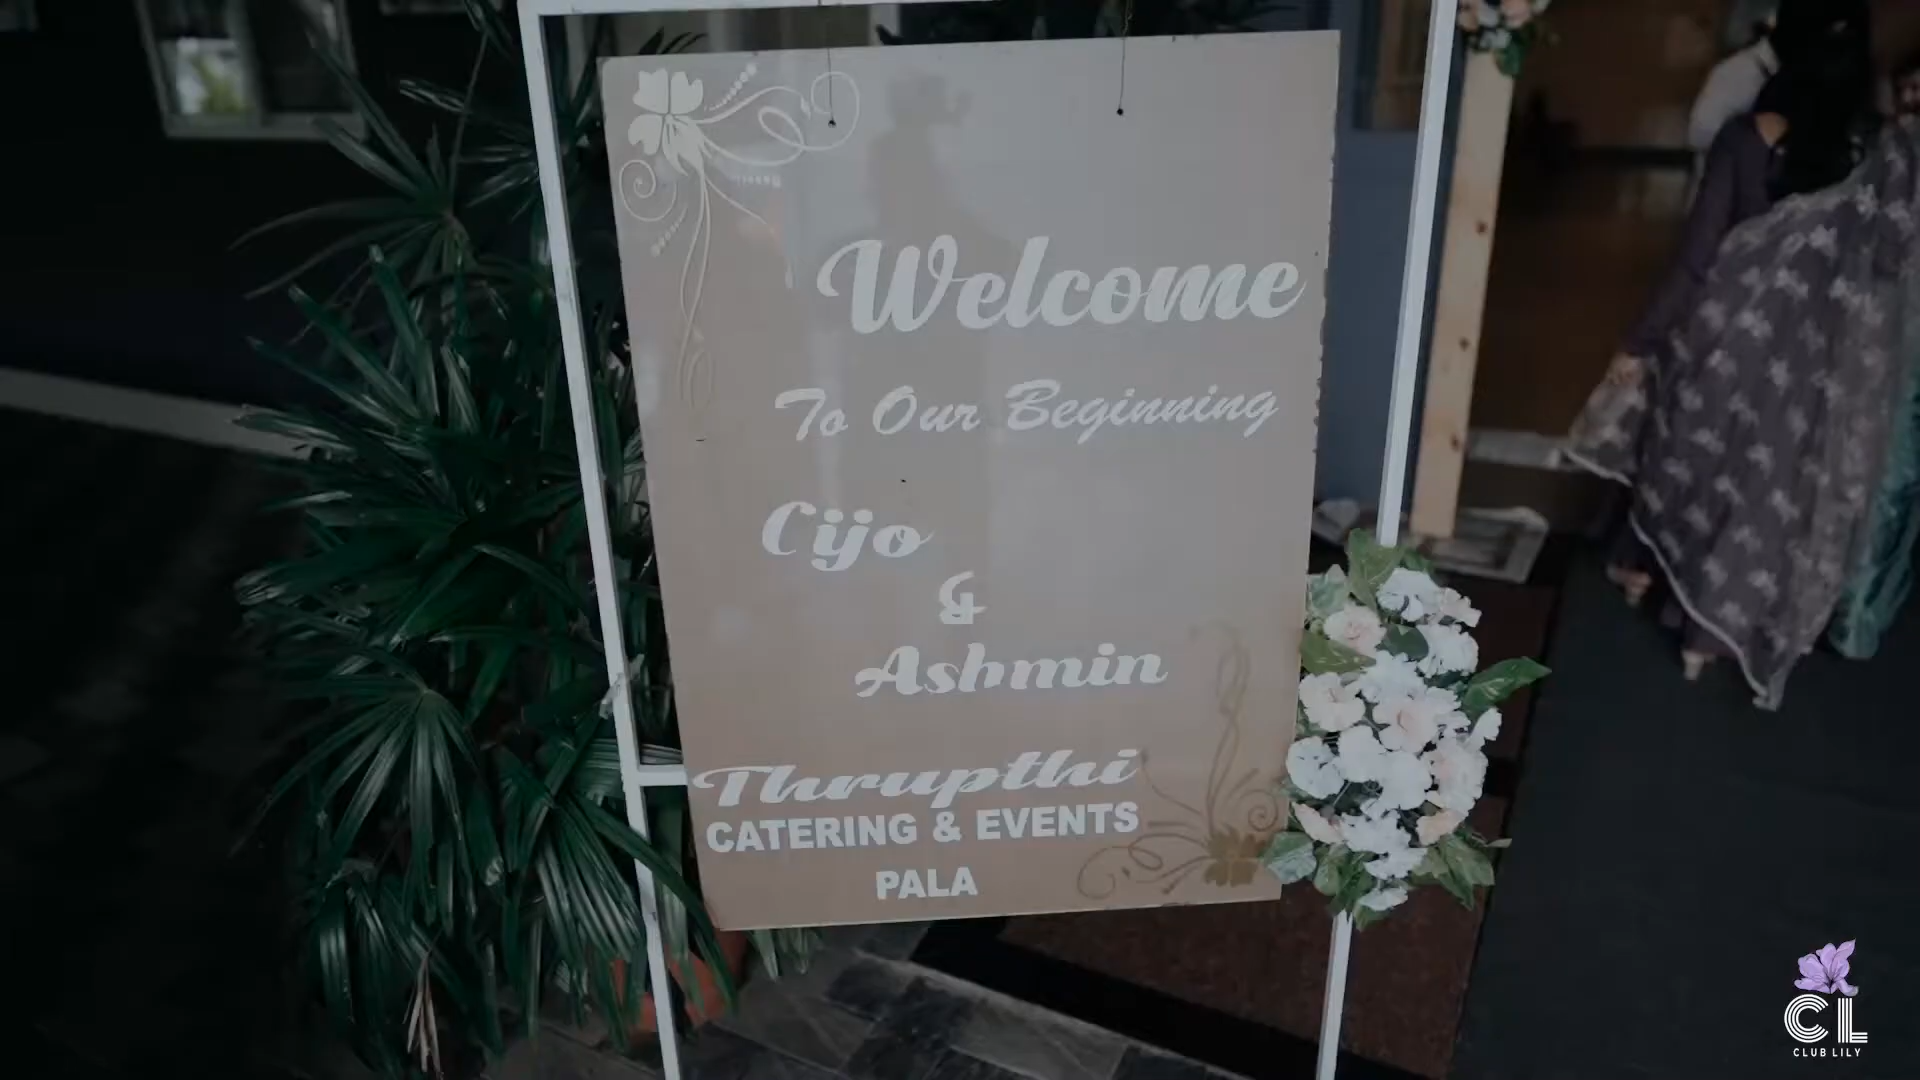 Welcome
To Our Beginning
Cijo
&
Ashmin
Thrupthi
CATERING & EVENTS
PALA
CL
CLUB LILY